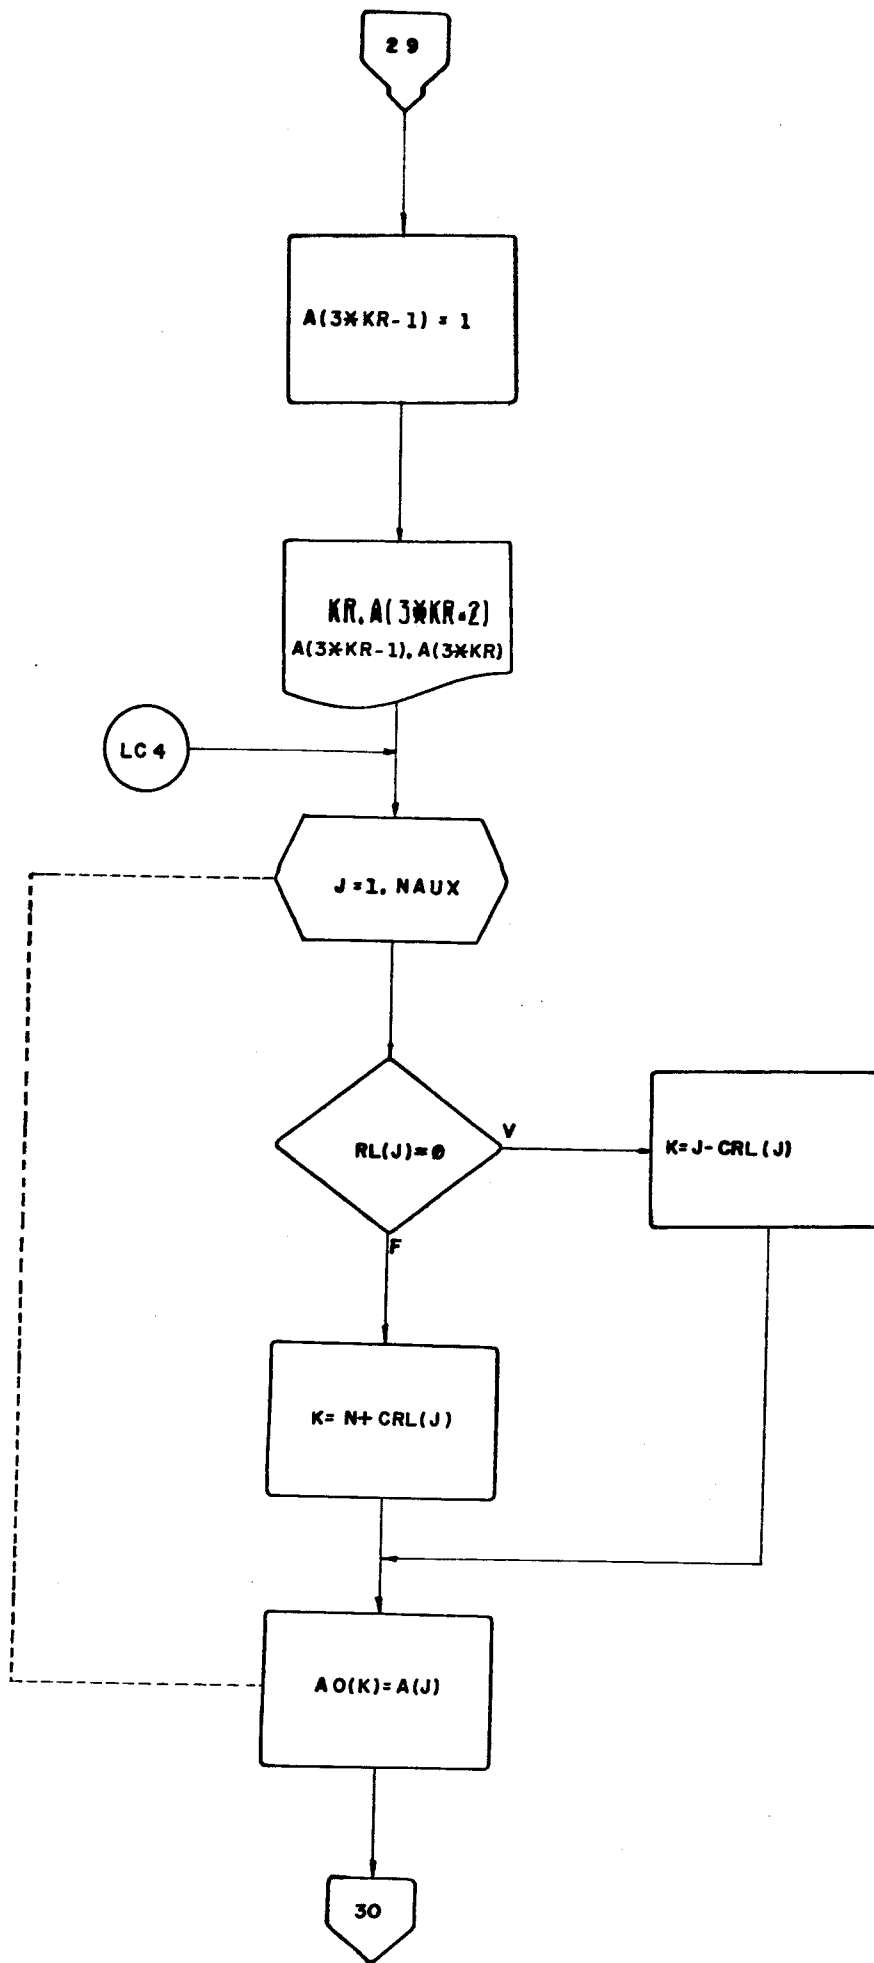 29
A(3*KR-1) = 1
KR, A(3*KR-2)
A(3*KR-1), A(3*KR)
LC4
J=1, NAUX
RL(J)=0
V
K=J-CRL(J)
F
K= N+CRL(J)
AO(K)=A(J)
30